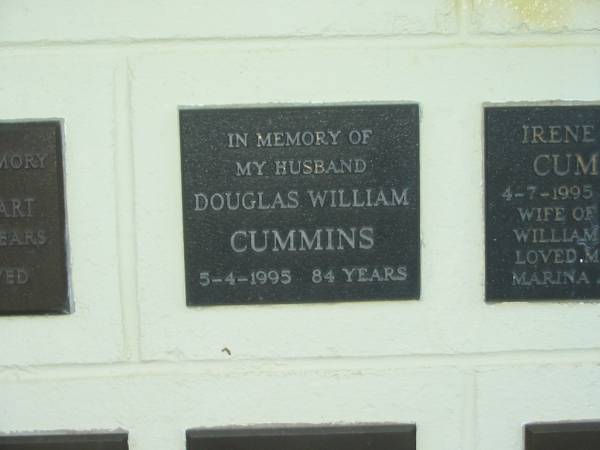 MORY
ART
EARS
VED
IN MEMORY OF
MY HUSBAND
DOUGLAS WILLIAM
CUMMINS
5-4-1995 84 YEARS
IRENE
CUM
4-7-1995
WIFE OF
WILLIAM
LOVED M
MARINA